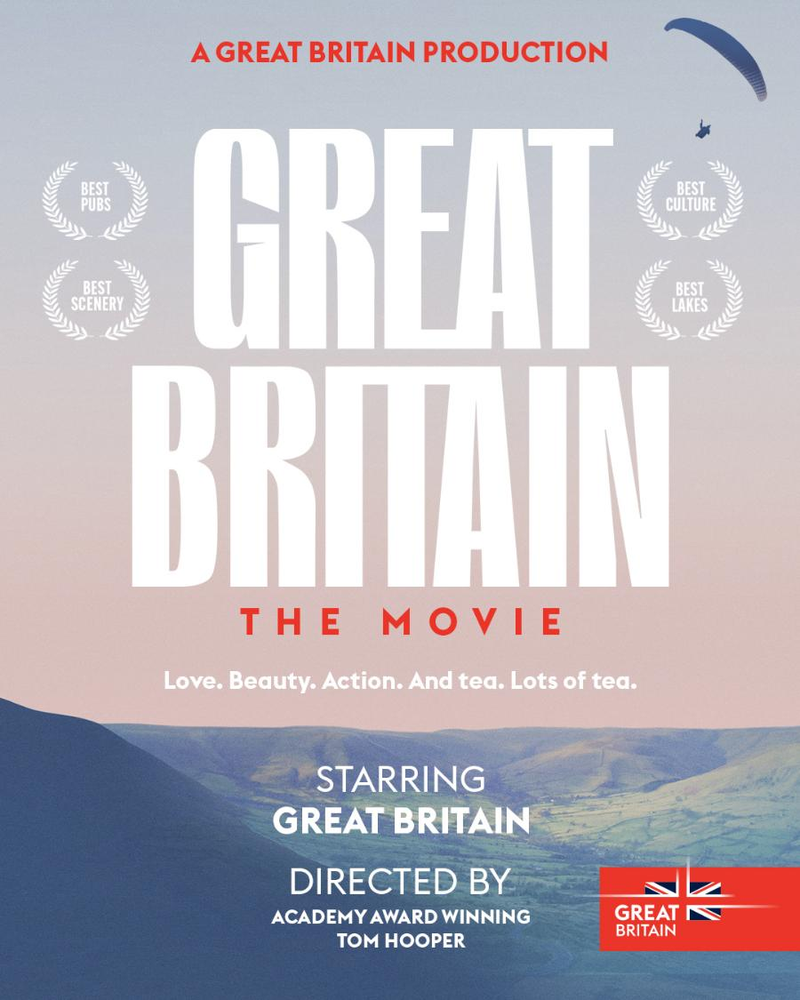 A GREAT BRITAIN PRODUCTION
GREAT
BRITAIN
BEST
PUBS
BEST
SCENERY
BEST
CULTURE
BEST
LAKES
THE MOVIE
Love. Beauty. Action. And tea. Lots of tea.
STARRING
GREAT BRITAIN
DIRECTED BY
ACADEMY AWARD WINNING
TOM HOOPER
GREAT
BRITAIN